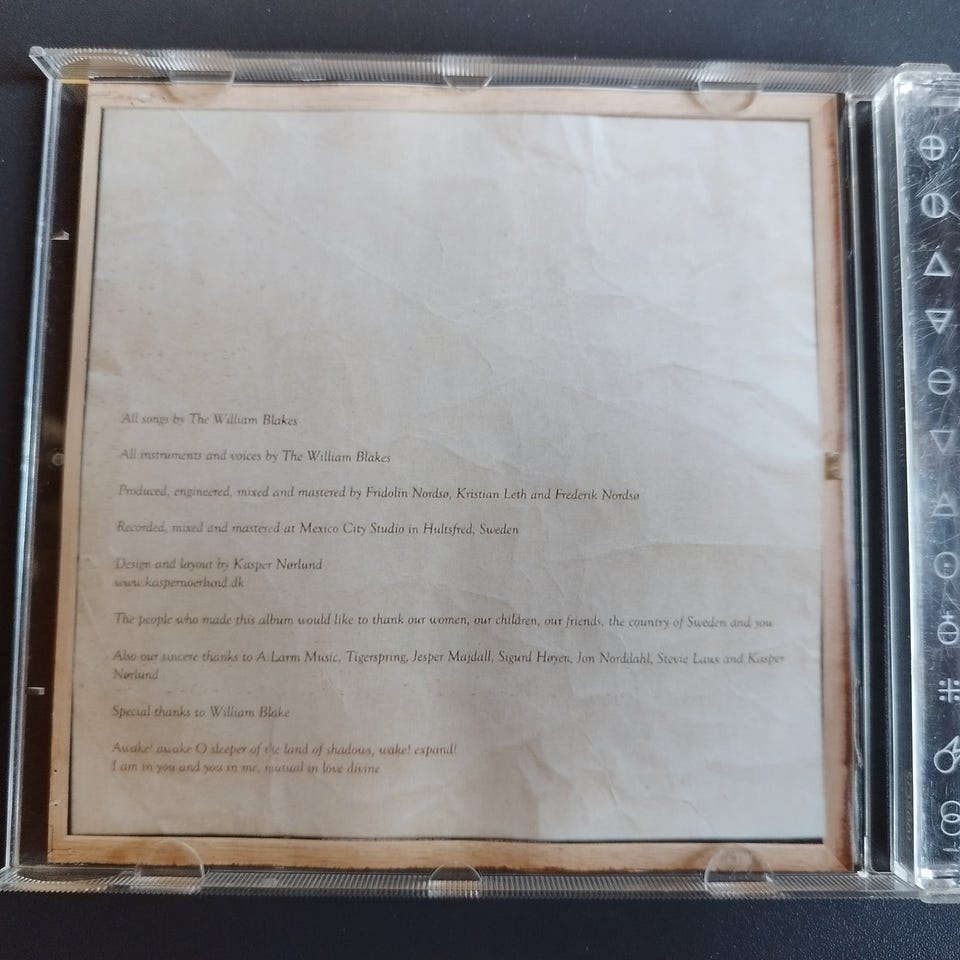 All songs by The William Blakes
All instruments and voices by The William Blakes
Produced, engineered, mixed and mastered by Fridolin Nordsø, Kristian Leth and Frederik Nordsø
Recorded, mixed and mastered at Mexico City Studio in Hultsfred, Sweden
Design and layout by Kasper Nørlund
www.kaspernoerlund.dk
The people who made this album would like to thank our women, our children, our friends, the country of Sweden and you
Also our sincere thanks to A:Larm Music, Tigerspring, Jesper Majdall, Sigurd Høyen, Jon Norddahl, Stevie Laux and Kasper
Nørlund
Special thanks to William Blake
Awake! awake O sleeper of the land of shadows, wake! expand!
I am in you and you in me, mutual in love divine